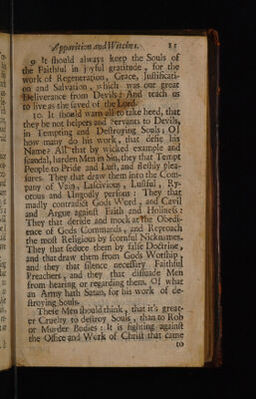 Apparitions and Witches. 11
9. It should always keep the Souls of
the Faithful in joyful gratitude, for the
work of Regeneration, Grace, Justificati-
on and Salvation, which was our great
Deliverance from Devils: And teach us
to live as the saved of the Lord.
10. It should warn all to take heed, that
they be not helpers and servants to Devils,
in Tempting and Destroying Souls; O!
how many do his work, that defie his
Name? All that by wicked example and
scandal, harden Men in Sin, they that Tempt
People to Pride and Lust, and fleshly plea-
sures. They that draw them into the Com-
pany of Vain, Lascivious, Lustful, Ry-
otous and Ungodly persons: They that
madly contradict Gods Word, and Cavil
and Argue against Faith and Holiness:
They that deride and mock at the Obedi-
ence of Gods Commands, and Reproach
the most Religious by scornful Nicknames.
They that seduce them by false Doctrine,
and that draw them from Gods Worship,
and they that silence necessary Faithful
Preachers, and they that disswade Men
from hearing or regarding them. Of what
an Army hath Satan, for his work of de-
stroying Souls.
These Men should think, that it's great-
er Cruelty to destroy Souls, than to Rob
or Murder Bodies: It is fighting against
the Office and Work of Christ that came
to